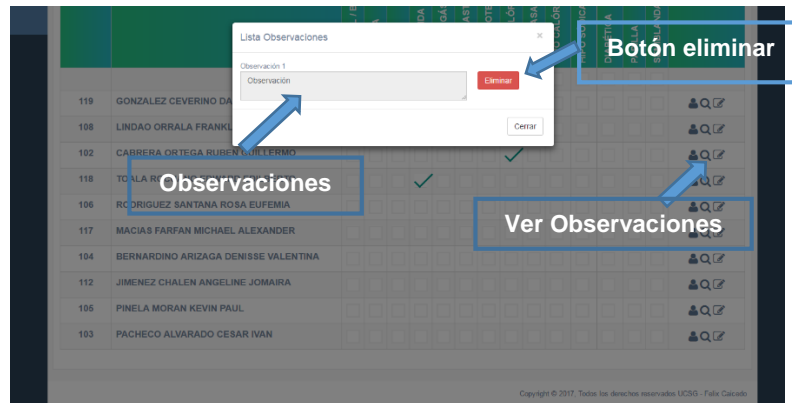 Lista Observaciones
×
Observación 1
Observación
Eliminar
Cerrar
Botón eliminar
DIABÉTICA
119 GONZALEZ CEVERINO DA
108 LINDAO ORRALA FRANKL
102 CABRERA ORTEGA RUBEN GUILLERMO
118
Observaciones
106 RODRIGUEZ SANTANA ROSA EUFEMIA
Ver Observaciones
117 MACIAS FARFAN MICHAEL ALEXANDER
104 BERNARDINO ARIZAGA DENISSE VALENTINA
112 JIMENEZ CHALEN ANGELINE JOMAIRA
105 PINELA MORAN KEVIN PAUL
103 PACHECO ALVARADO CESAR IVAN
Copyright © 2017, Todos los derechos reservados UCSG - Felix Caicedo